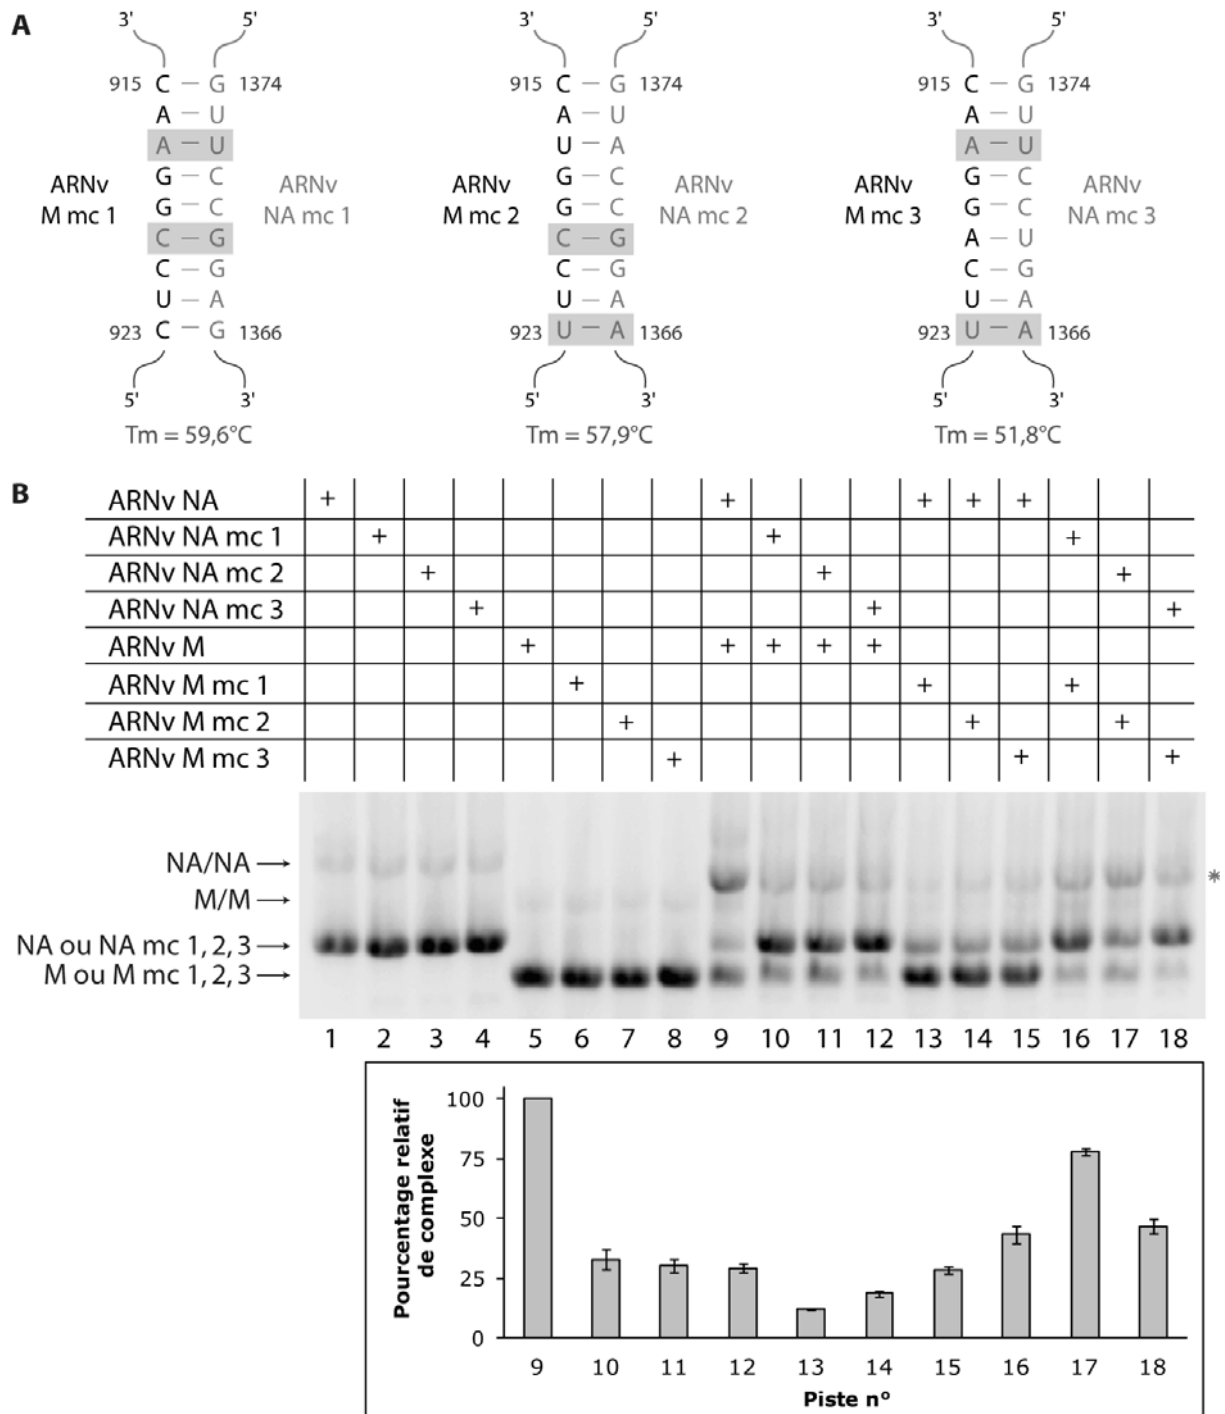 A
3' 5' 3' 5' 3' 5'
915 C – G 1374 915 C – G 1374 915 C – G 1374
A – U A – U A – U
A – U U – A A – U
G – C G – C G – C
ARNv ARNv ARNv ARNv ARNv ARNv
M mc 1 NA mc 1 M mc 2 NA mc 2 M mc 3 NA mc 3
G – C G – C G – C
C – G C – G A – U
C – G C – G C – G
U – A U – A U – A
923 C – G 1366 923 U – A 1366 923 U – A 1366
5' 3' 5' 3' 5' 3'
Tm = 59,6°C Tm = 57,9°C Tm = 51,8°C
B
ARNv NA + + + + +
ARNv NA mc 1 + + +
ARNv NA mc 2 + + +
ARNv NA mc 3 + + +
ARNv M + + + + +
ARNv M mc 1 + + +
ARNv M mc 2 + + +
ARNv M mc 3 + + +
NA/NA
*
M/M
NA ou NA mc 1, 2, 3
M ou M mc 1, 2, 3
1 2 3 4 5 6 7 8 9 10 11 12 13 14 15 16 17 18
Pourcentage relatif
de complexe
100
75
50
25
0
9 10 11 12 13 14 15 16 17 18
Piste nº